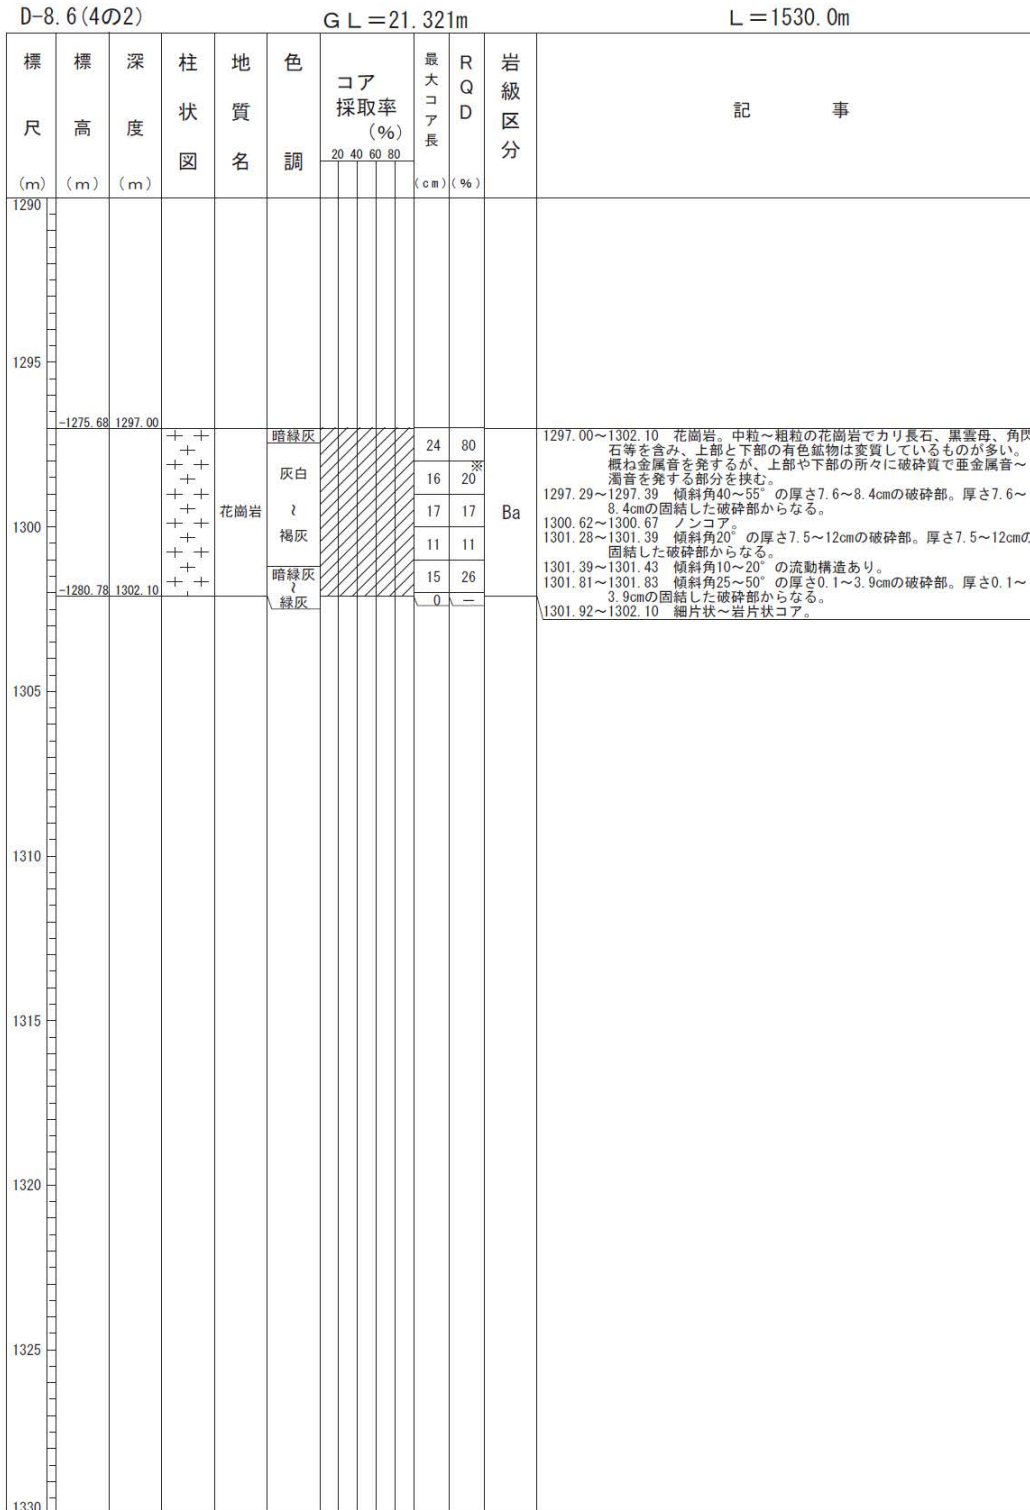 D-8.6(4の2) GL=21.321m L=1530.0m
標尺(m) 標高(m) 深度(m) 柱状図 地質名 色調 コア採取率(%) 最大コア長(cm) RQD(%) 岩級区分 記事
20 40 60 80
1290
1295
-1275.68 1297.00
暗緑灰 24 80 1297.00～1302.10 花崗岩。中粒～粗粒の花崗岩でカリ長石、黒雲母、角閃
石等を含み、上部と下部の有色鉱物は変質しているものが多い。
灰白 16 ※20 概ね金属音を発するが、上部や下部の所々に破砕質で亜金属音～
濁音を発する部分を挟む。
1297.29～1297.39 傾斜角40～55°の厚さ7.6～8.4cmの破砕部。厚さ7.6～
1300 花崗岩 ～ 17 17 Ba 8.4cmの固結した破砕部からなる。
1300.62～1300.67 ノンコア。
褐灰 11 11 1301.28～1301.39 傾斜角20°の厚さ7.5～12cmの破砕部。厚さ7.5～12cmの
固結した破砕部からなる。
暗緑灰 15 26 1301.39～1301.43 傾斜角10～20°の流動構造あり。
～ 1301.81～1301.83 傾斜角25～50°の厚さ0.1～3.9cmの破砕部。厚さ0.1～
-1280.78 1302.10 3.9cmの固結した破砕部からなる。
緑灰 0 － 1301.92～1302.10 細片状～岩片状コア。
1305
1310
1315
1320
1325
1330